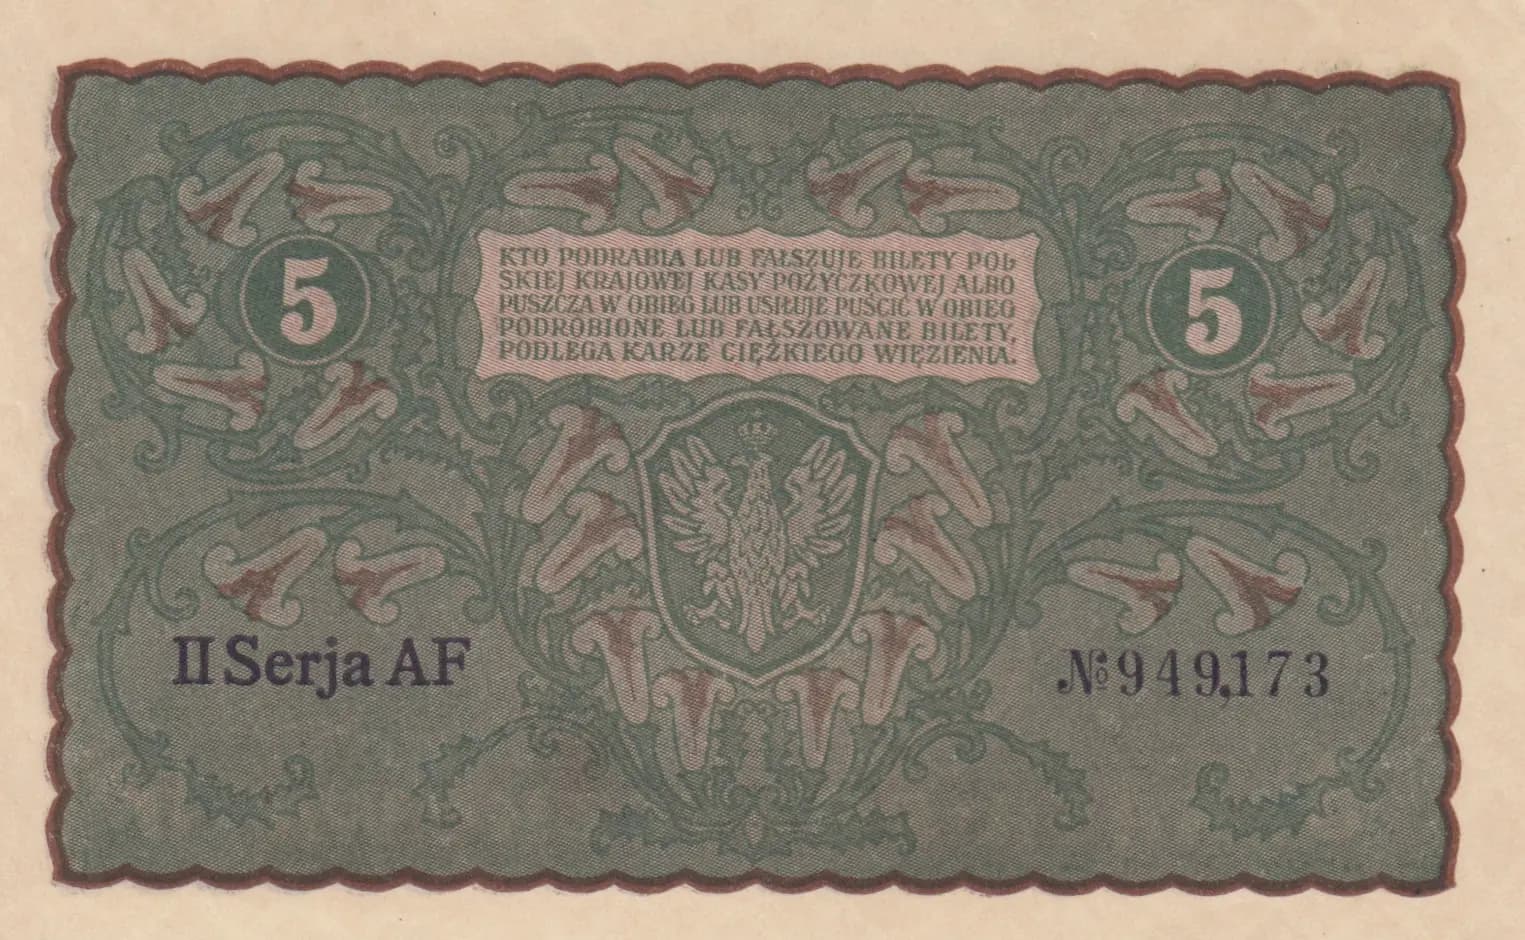 5
KTO PODRABIA LUB FAŁSZUJE BILETY POL
SKIEJ KRAJOWEJ KASY POŻYCZKOWEJ ALBO
PUSZCZA W OBIEG LUB USIŁUJE PUŚCIĆ W OBIEG
PODROBIONE LUB FAŁSZOWANE BILETY,
PODLEGA KARZE CIĘŻKIEGO WIĘZIENIA.
5
II Serja AF
№ 949,173